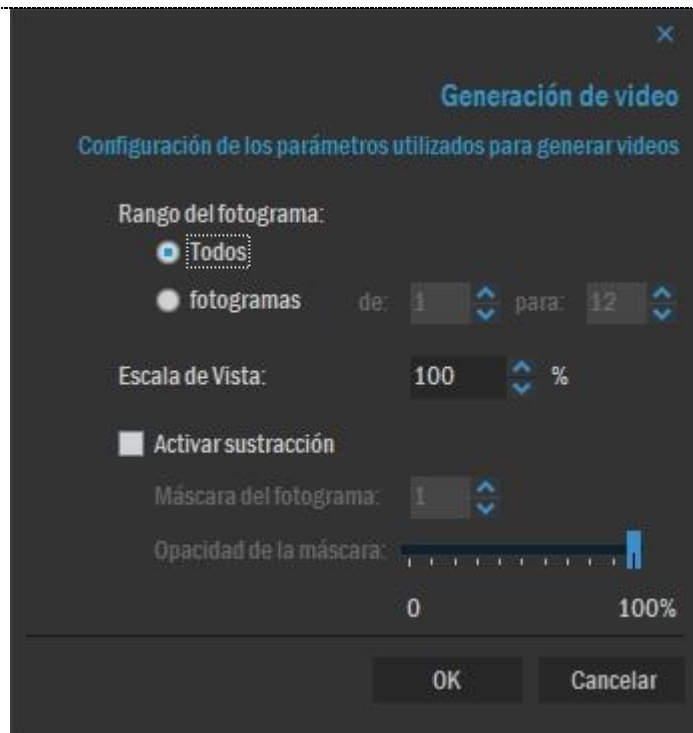 Generación de video
Configuración de los parámetros utilizados para generar videos
Rango del fotograma:
Todos
fotogramas de: 1 para: 12
Escala de Vista: 100 %
Activar sustracción
Máscara del fotograma: 1
Opacidad de la máscara:
0 100%
OK Cancelar